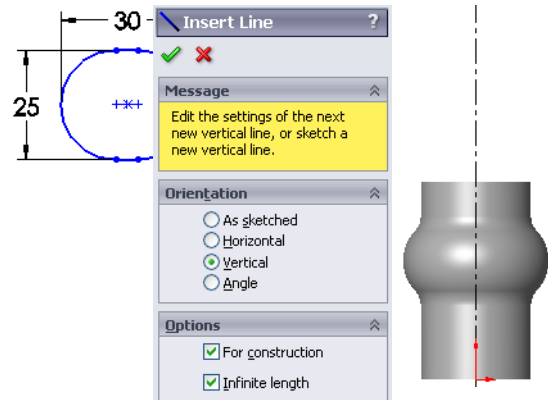 30
25
Insert Line ?
Message
Edit the settings of the next
new vertical line, or sketch a
new vertical line.
Orientation
As sketched
Horizontal
Vertical
Angle
Options
For construction
Infinite length